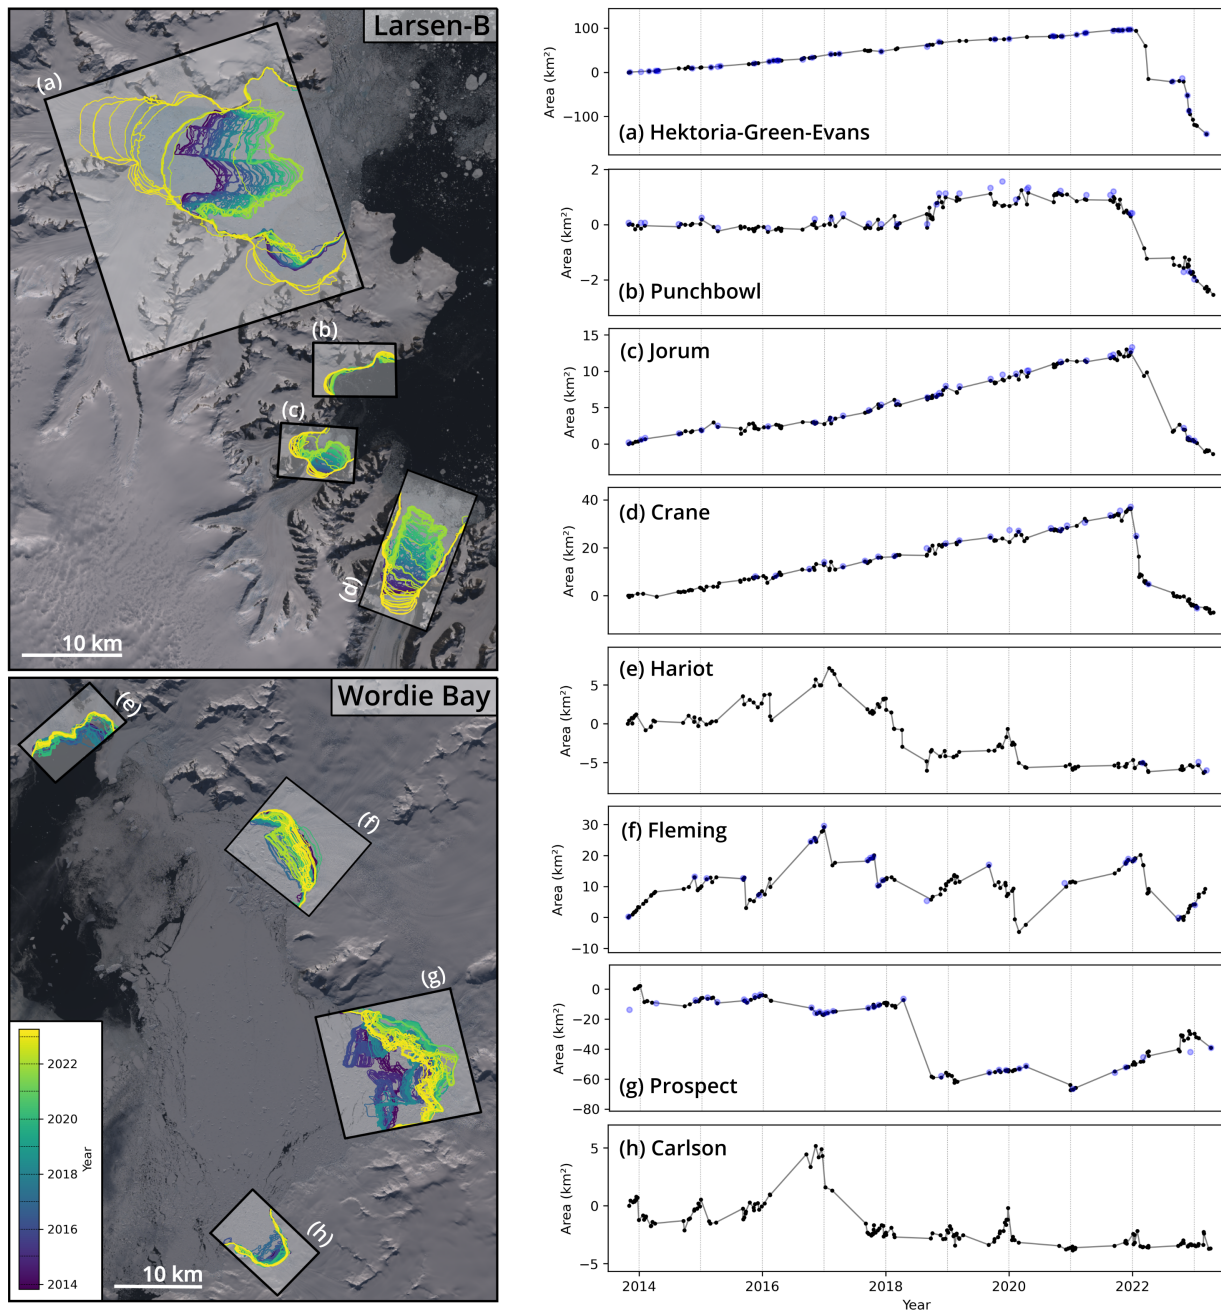 Larsen-B
(a)
(b)
(c)
(d)
10 km
Wordie Bay
(e)
(f)
(g)
(h)
2022
2020
2018
2016
2014
Year
10 km
100
0
−100
Area (km²)
(a) Hektoria-Green-Evans
2
0
−2
Area (km²)
(b) Punchbowl
15
10
5
0
Area (km²)
(c) Jorum
40
20
0
Area (km²)
(d) Crane
5
0
−5
Area (km²)
(e) Hariot
30
20
10
0
−10
Area (km²)
(f) Fleming
0
−20
−40
−60
−80
Area (km²)
(g) Prospect
5
0
−5
Area (km²)
(h) Carlson
2014 2016 2018 2020 2022
Year